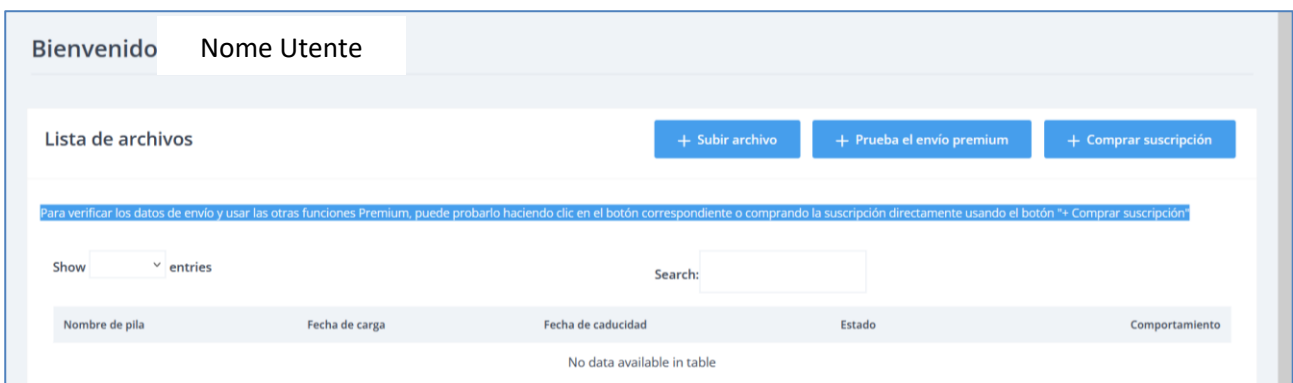 Bienvenido Nome Utente
Lista de archivos + Subir archivo + Prueba el envío premium + Comprar suscripción
Para verificar los datos de envío y usar las otras funciones Premium, puede probarlo haciendo clic en el botón correspondiente o comprando la suscripción directamente usando el botón "+ Comprar suscripción"
Show entries Search:
Nombre de pila Fecha de carga Fecha de caducidad Estado Comportamiento
No data available in table